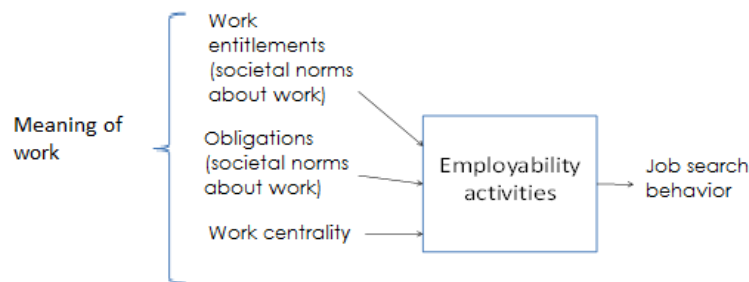 Work
entitlements
(societal norms
about work)
Meaning of
work
Obligations
(societal norms
about work)
Work centrality
Employability
activities
Job search
behavior